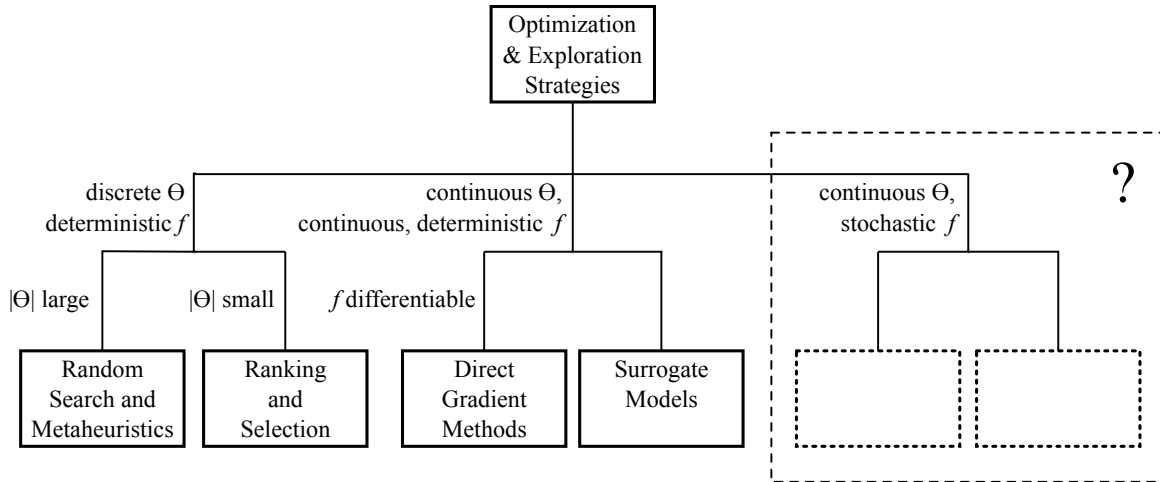 Optimization
& Exploration
Strategies
?
discrete Θ
deterministic f
continuous Θ,
continuous, deterministic f
continuous Θ,
stochastic f
|Θ| large
|Θ| small
f differentiable
Random
Search and
Metaheuristics
Ranking
and
Selection
Direct
Gradient
Methods
Surrogate
Models